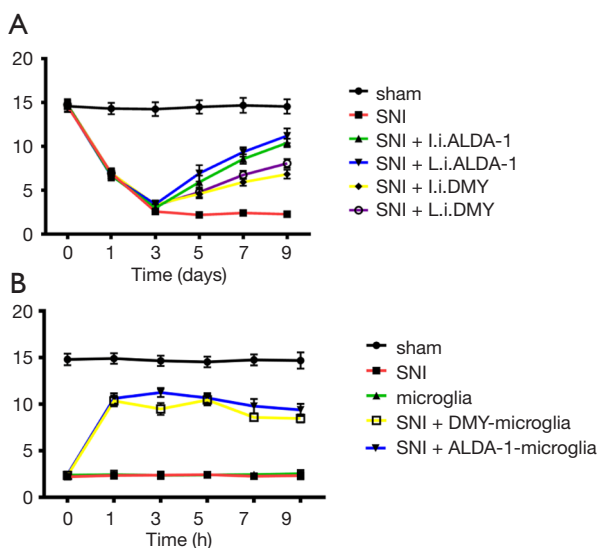 A
20
15
10
5
0
0 1 3 5 7 9
Time (days)
sham
SNI
SNI + I.i.ALDA-1
SNI + L.i.ALDA-1
SNI + I.i.DMY
SNI + L.i.DMY
B
20
15
10
5
0
0 1 3 5 7 9
Time (h)
sham
SNI
microglia
SNI + DMY-microglia
SNI + ALDA-1-microglia